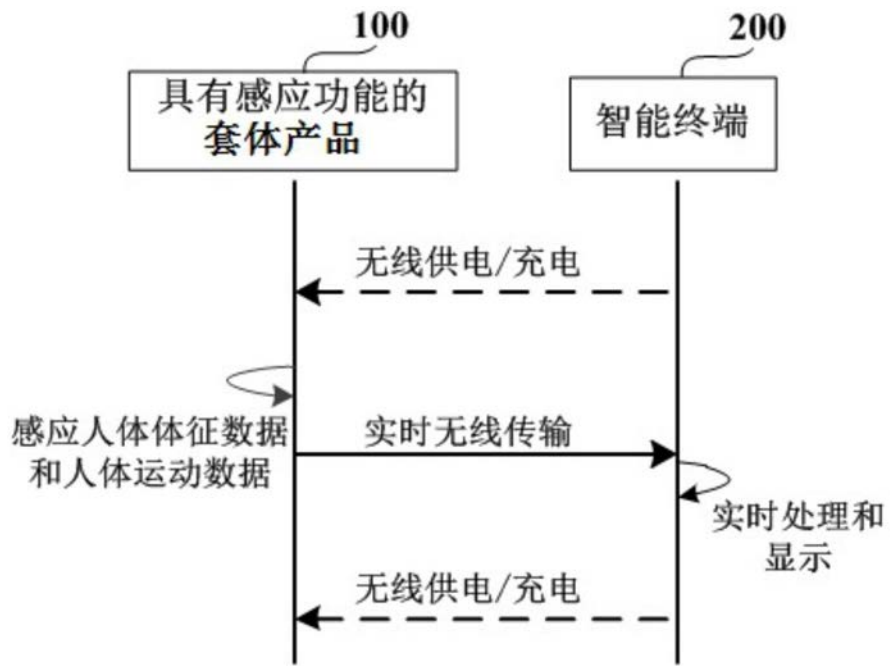 100
200
具有感应功能的
套体产品
智能终端
无线供电/充电
感应人体体征数据
和人体运动数据
实时无线传输
实时处理和
显示
无线供电/充电